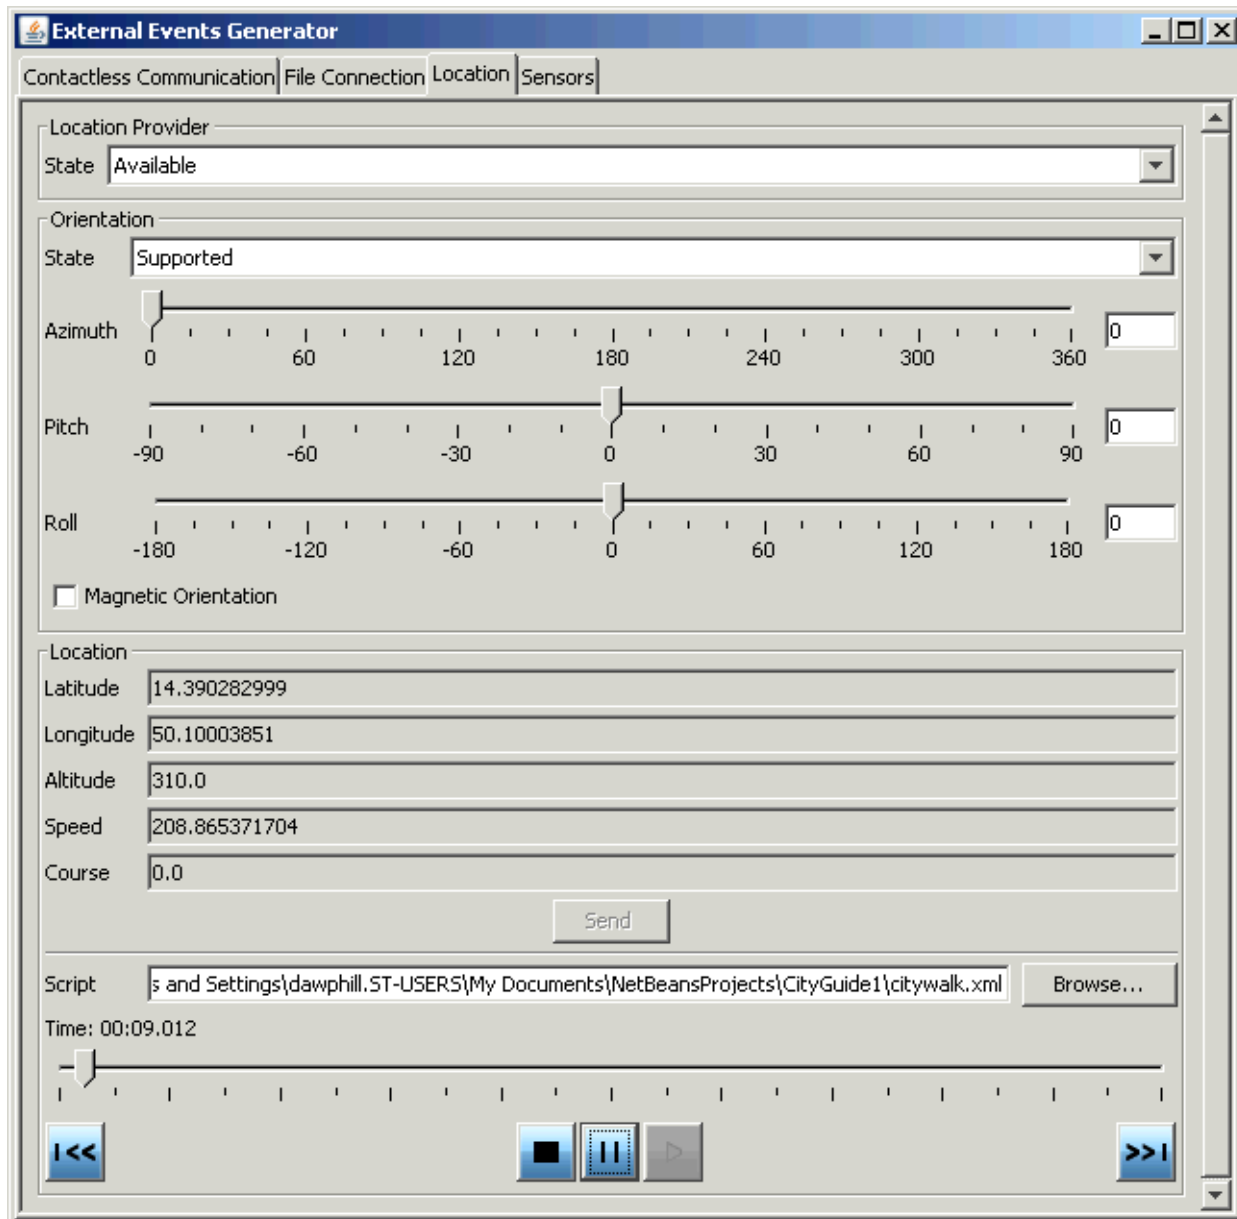 External Events Generator
Contactless Communication File Connection Location Sensors
Location Provider
State Available
Orientation
State Supported
Azimuth 0
0 60 120 180 240 300 360
Pitch 0
-90 -60 -30 0 30 60 90
Roll 0
-180 -120 -60 0 60 120 180
Magnetic Orientation
Location
Latitude 14.390282999
Longitude 50.10003851
Altitude 310.0
Speed 208.865371704
Course 0.0
Send
Script s and Settings\dawphill.ST-USERS\My Documents\NetBeansProjects\CityGuide1\citywalk.xml Browse...
Time: 00:09.012
I<< >>I